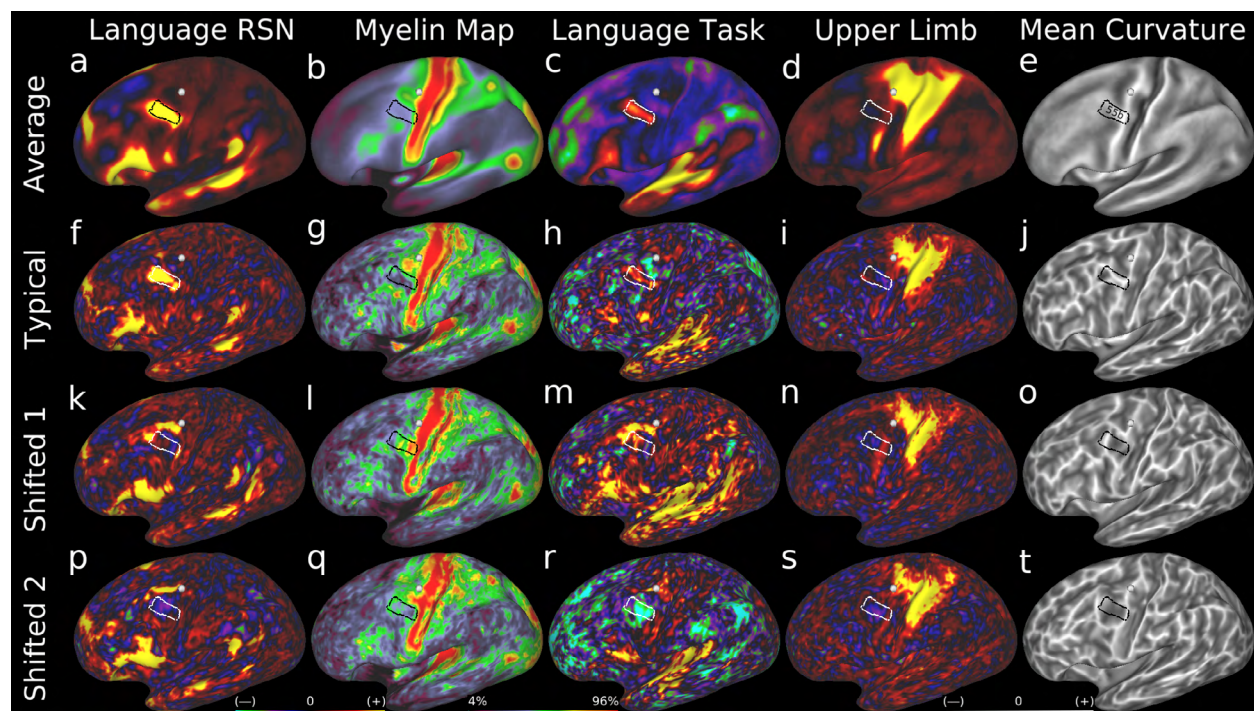 Language RSN Myelin Map Language Task Upper Limb Mean Curvature
a b c d e
Average
55b
f g h i j
Typical
k l m n o
Shifted 1
p q r s t
Shifted 2
(—) 0 (+) 4% 96% (—) 0 (+)